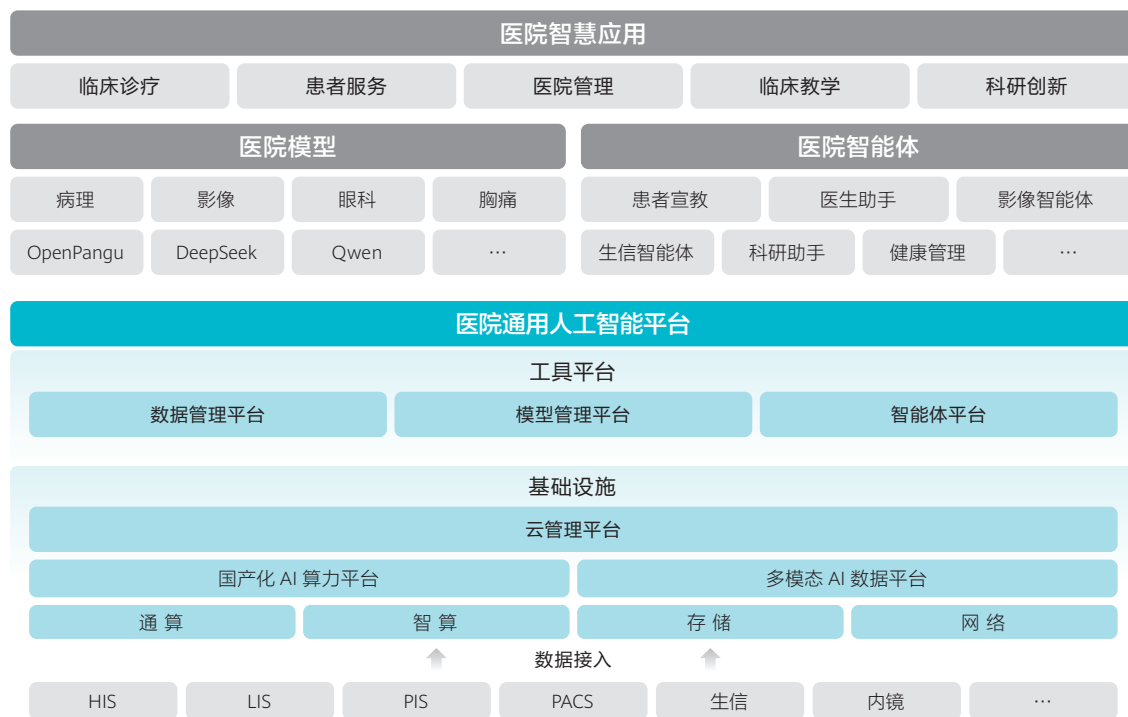 医院智慧应用
临床诊疗 患者服务 医院管理 临床教学 科研创新
医院模型 医院智能体
病理 影像 眼科 胸痛 患者宣教 医生助手 影像智能体
OpenPangu DeepSeek Qwen … 生信智能体 科研助手 健康管理 …
医院通用人工智能平台
工具平台
数据管理平台 模型管理平台 智能体平台
基础设施
云管理平台
国产化 AI 算力平台 多模态 AI 数据平台
通 算 智 算 存 储 网 络
数据接入
HIS LIS PIS PACS 生信 内镜 …